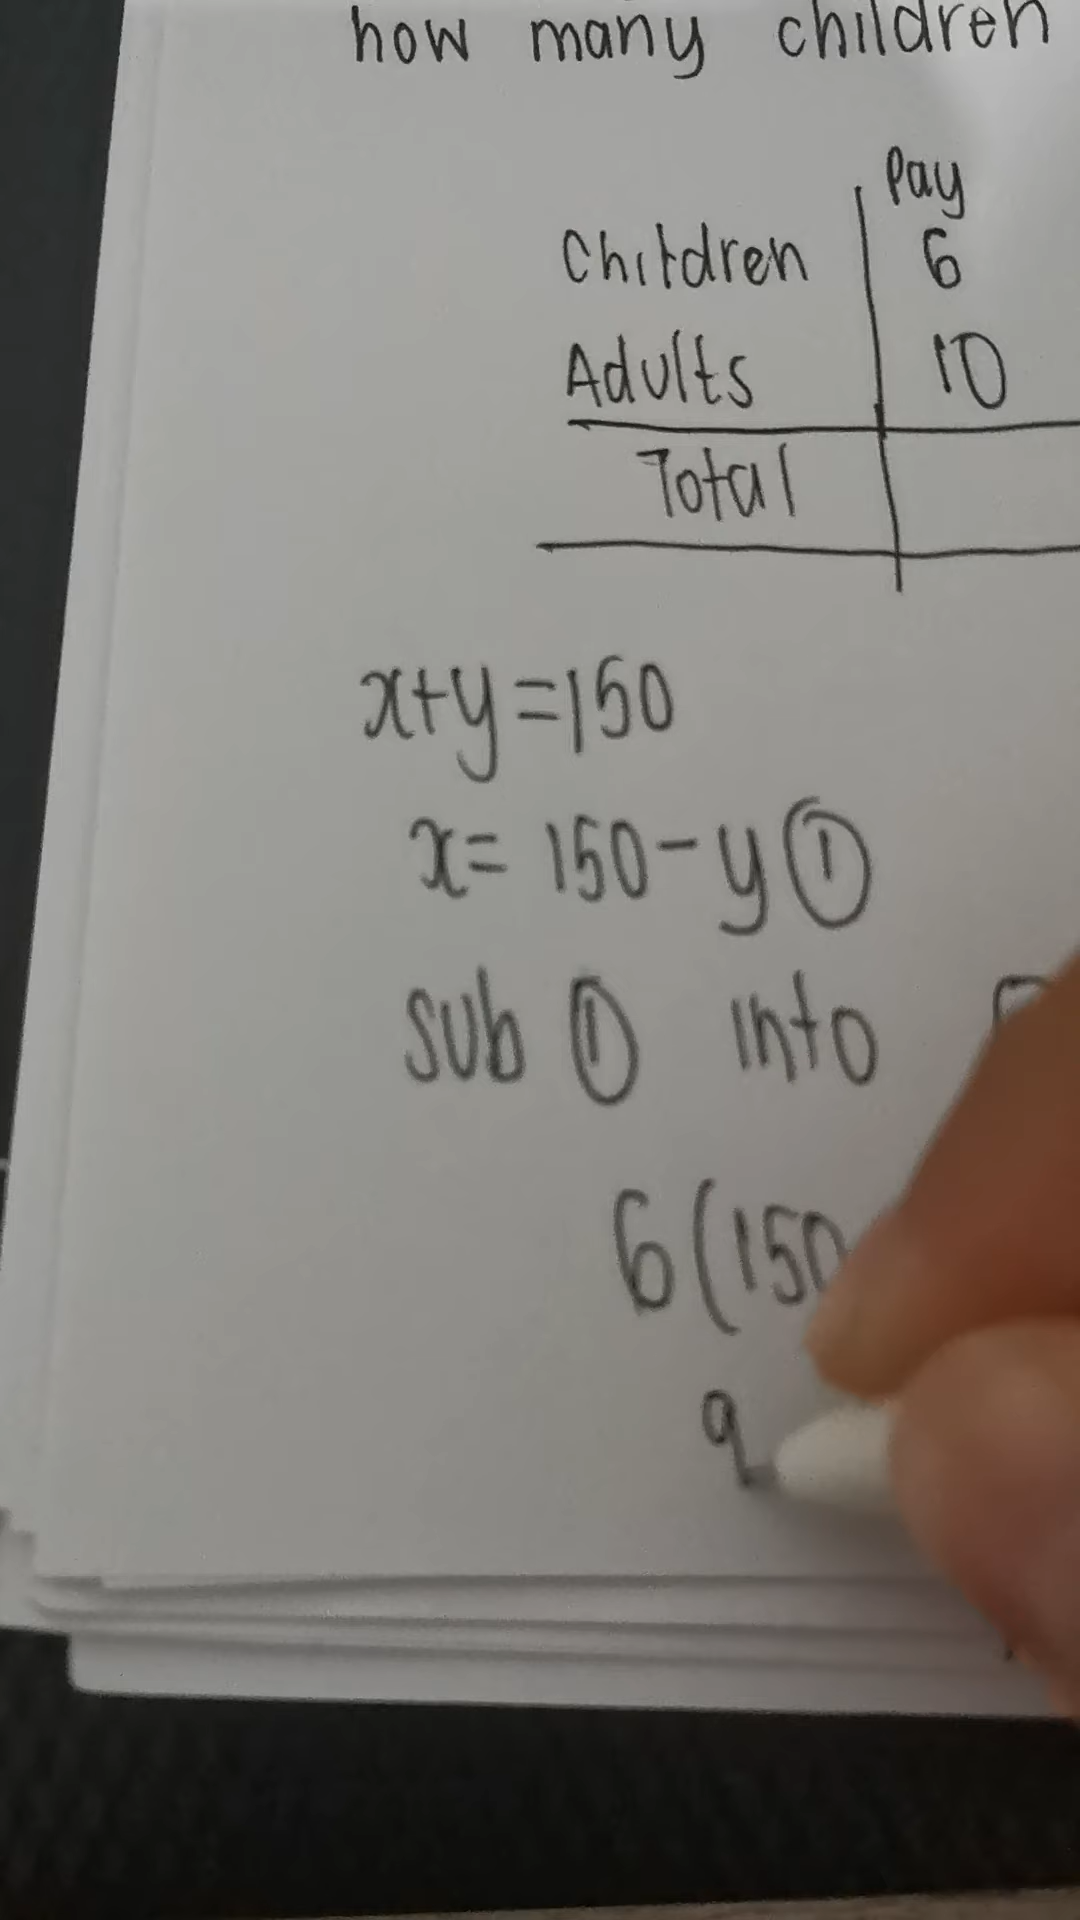 how many children
Pay
Children 6
Adults 10
Total
x+y=150
x= 150-y ①
sub ① into
6(150
9